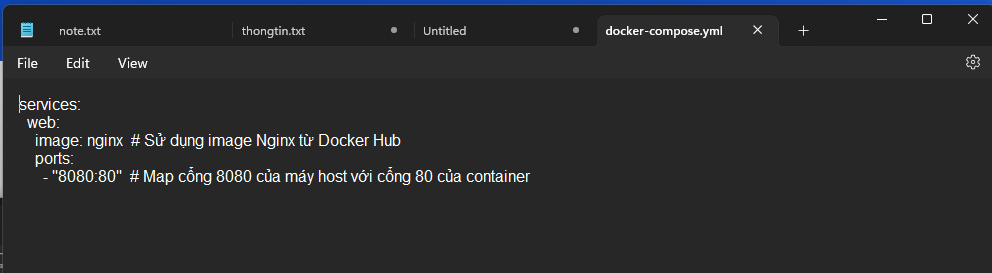 note.txt
thongtin.txt
Untitled
docker-compose.yml
File
Edit
View
services:
  web:
    image: nginx  # Sử dụng image Nginx từ Docker Hub
    ports:
      - "8080:80"  # Map cổng 8080 của máy host với cổng 80 của container